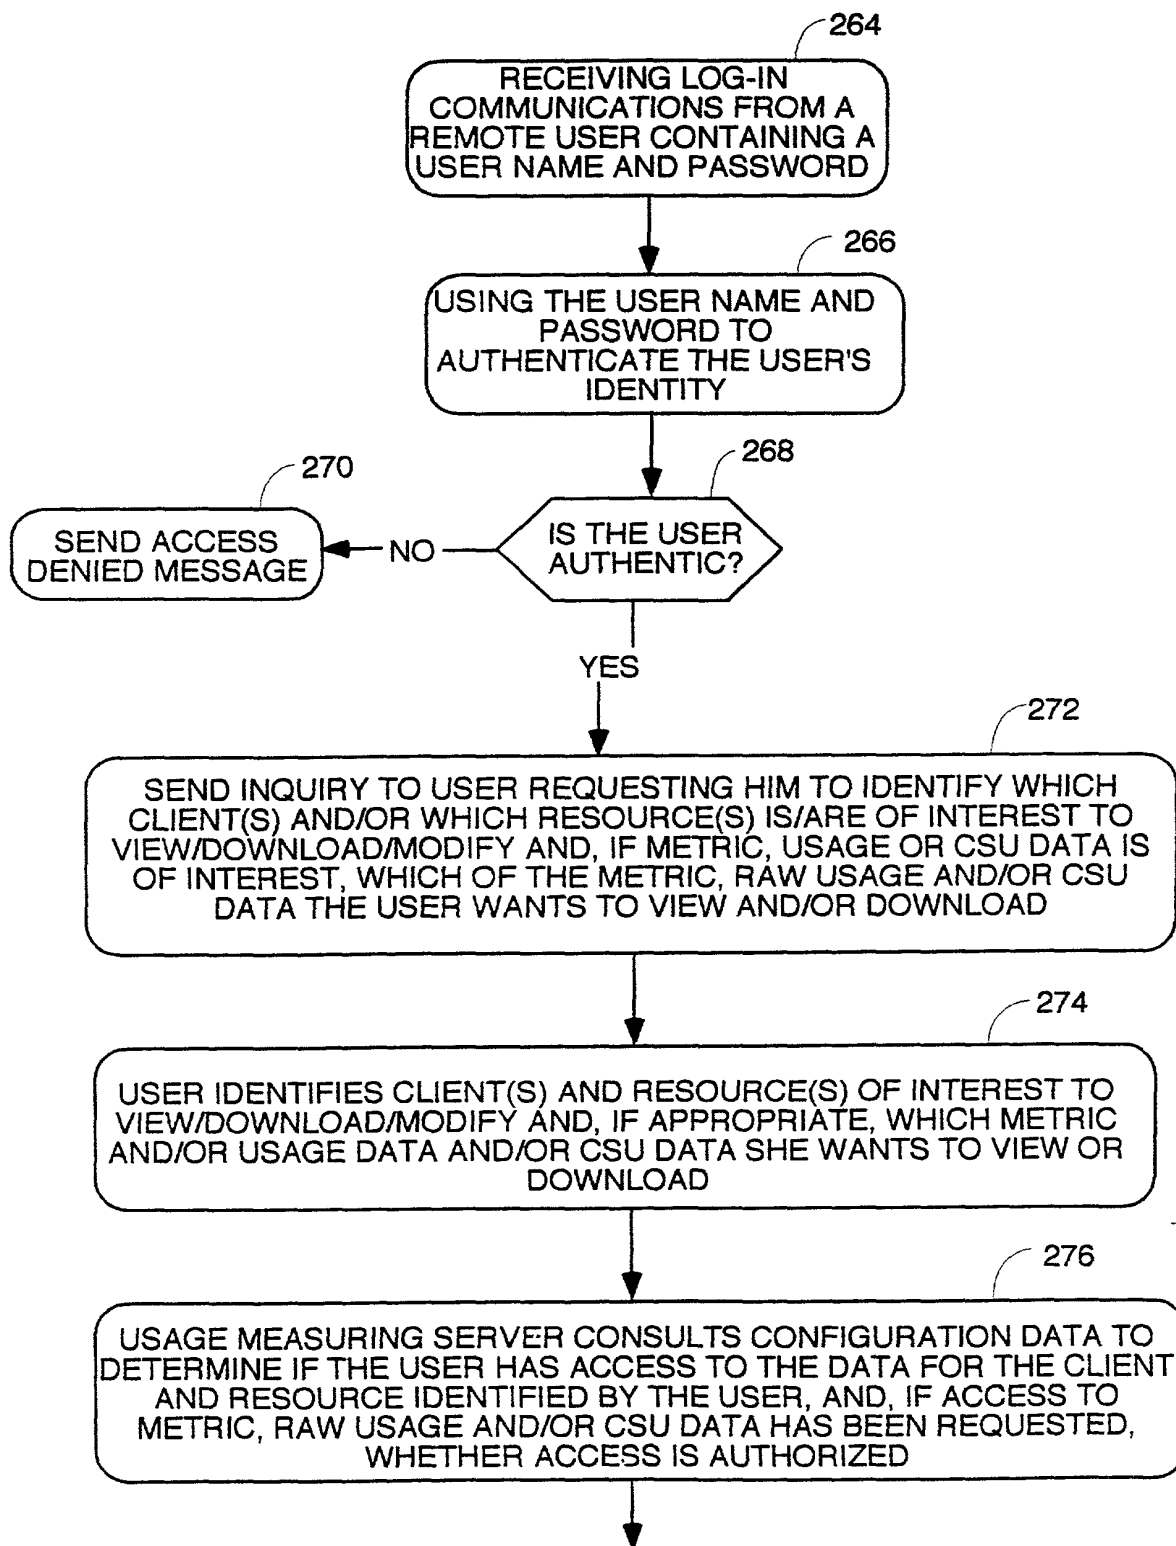 264
RECEIVING LOG-IN
COMMUNICATIONS FROM A
REMOTE USER CONTAINING A
USER NAME AND PASSWORD
266
USING THE USER NAME AND
PASSWORD TO
AUTHENTICATE THE USER'S
IDENTITY
268
270
IS THE USER
AUTHENTIC?
NO
SEND ACCESS
DENIED MESSAGE
YES
272
SEND INQUIRY TO USER REQUESTING HIM TO IDENTIFY WHICH
CLIENT(S) AND/OR WHICH RESOURCE(S) IS/ARE OF INTEREST TO
VIEW/DOWNLOAD/MODIFY AND, IF METRIC, USAGE OR CSU DATA IS
OF INTEREST, WHICH OF THE METRIC, RAW USAGE AND/OR CSU
DATA THE USER WANTS TO VIEW AND/OR DOWNLOAD
274
USER IDENTIFIES CLIENT(S) AND RESOURCE(S) OF INTEREST TO
VIEW/DOWNLOAD/MODIFY AND, IF APPROPRIATE, WHICH METRIC
AND/OR USAGE DATA AND/OR CSU DATA SHE WANTS TO VIEW OR
DOWNLOAD
276
USAGE MEASURING SERVER CONSULTS CONFIGURATION DATA TO
DETERMINE IF THE USER HAS ACCESS TO THE DATA FOR THE CLIENT
AND RESOURCE IDENTIFIED BY THE USER, AND, IF ACCESS TO
METRIC, RAW USAGE AND/OR CSU DATA HAS BEEN REQUESTED,
WHETHER ACCESS IS AUTHORIZED